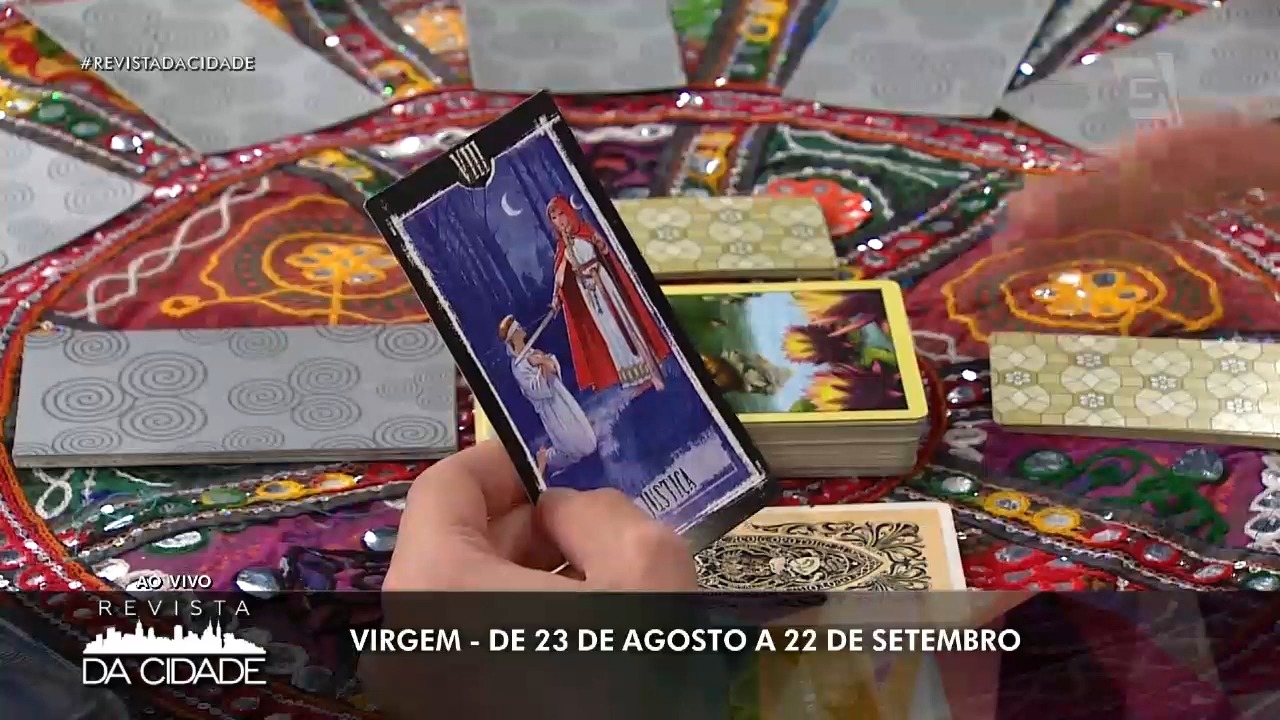 #REVISTADACIDADE
VIII
JUSTIÇA
AO VIVO
REVISTA
DA CIDADE
VIRGEM - DE 23 DE AGOSTO A 22 DE SETEMBRO